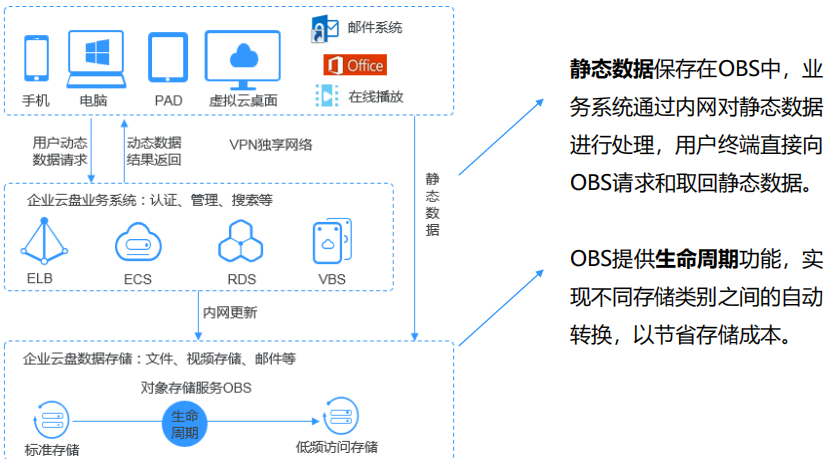 邮件系统
Office
在线播放
手机
电脑
PAD
虚拟云桌面
用户动态
数据请求
动态数据
结果返回
VPN独享网络
静
态
数
据
企业云盘业务系统：认证、管理、搜索等
ELB
ECS
RDS
VBS
内网更新
企业云盘数据存储：文件、视频存储、邮件等
对象存储服务OBS
生命
周期
标准存储
低频访问存储
静态数据保存在OBS中，业
务系统通过内网对静态数据
进行处理，用户终端直接向
OBS请求和取回静态数据。
OBS提供生命周期功能，实
现不同存储类别之间的自动
转换，以节省存储成本。